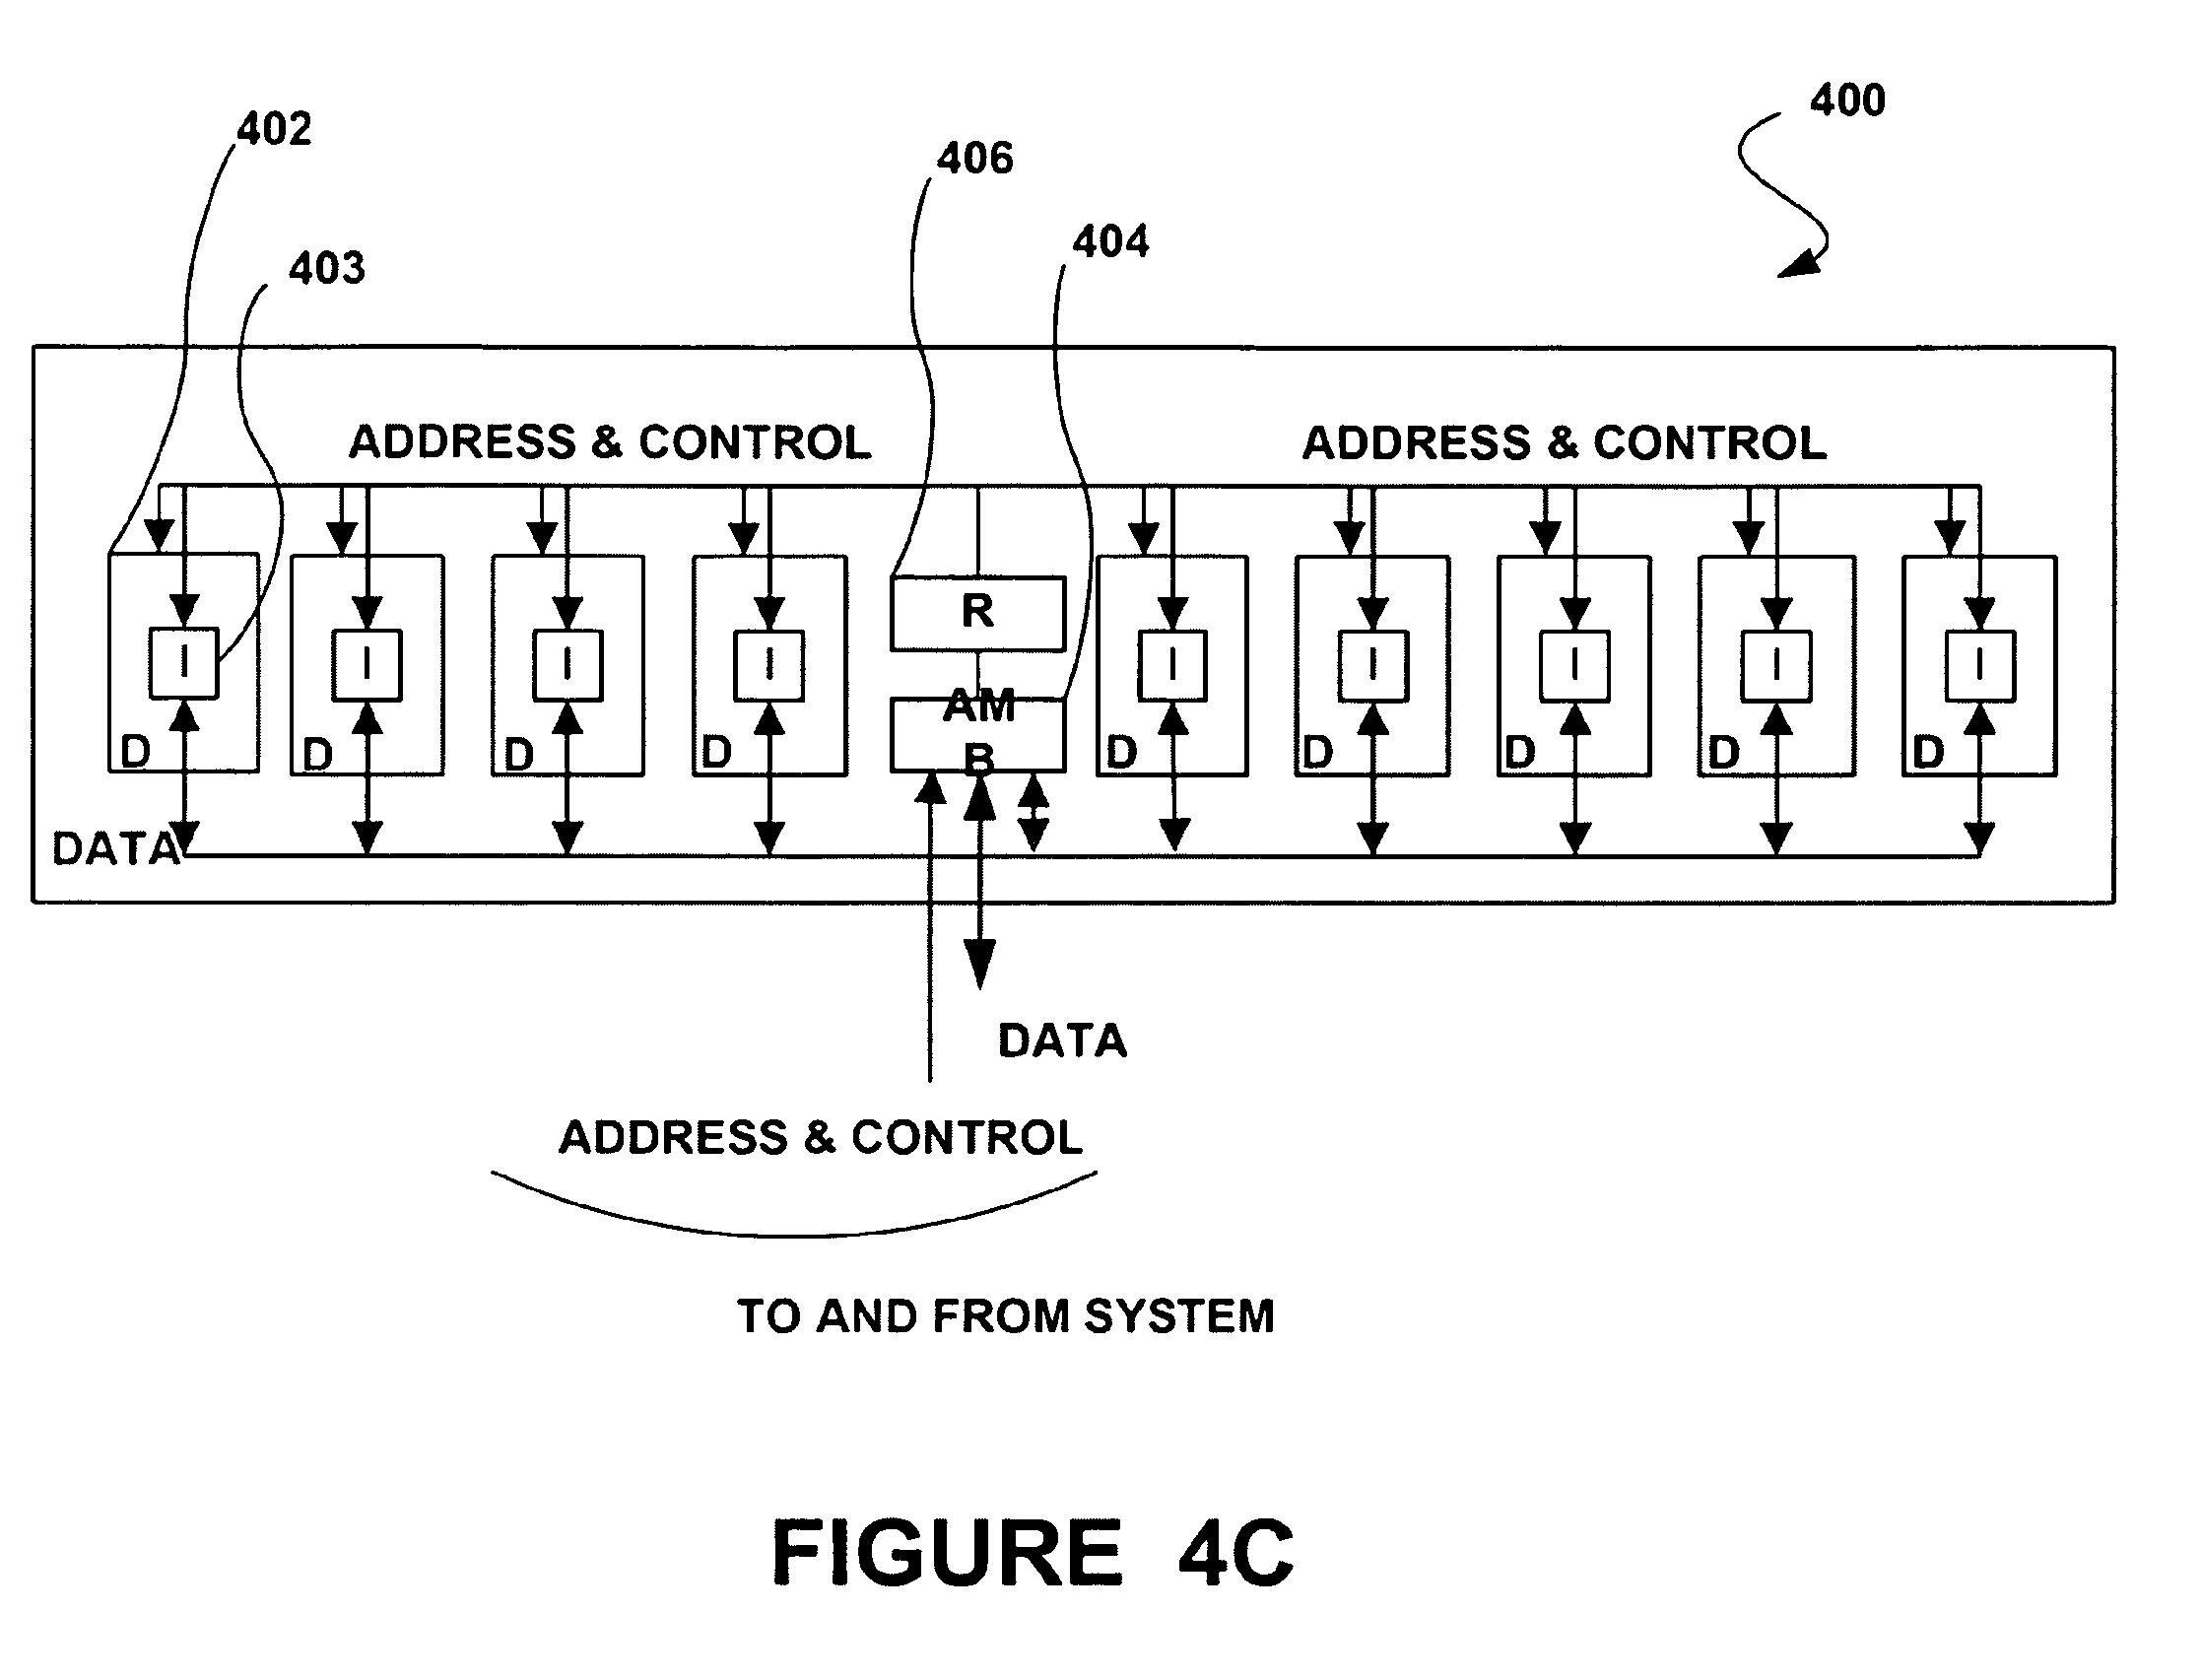 400
402
406
404
403
ADDRESS & CONTROL ADDRESS & CONTROL
R
I I I I I I I I I
AM
B
D D D D D D D D D
DATA
DATA
ADDRESS & CONTROL
TO AND FROM SYSTEM
FIGURE 4C